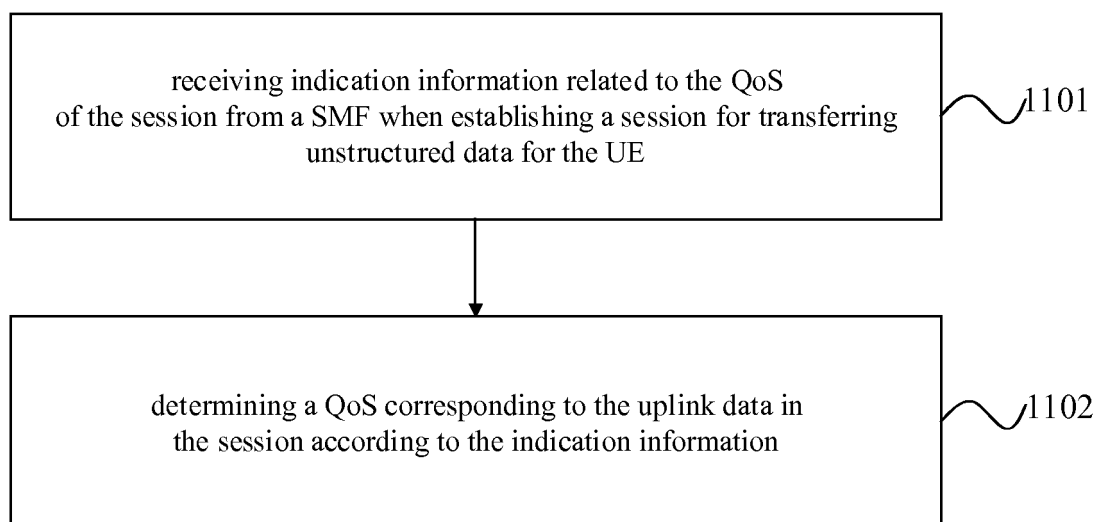 receiving indication information related to the QoS
of the session from a SMF when establishing a session for transferring
unstructured data for the UE
1101
determining a QoS corresponding to the uplink data in
the session according to the indication information
1102